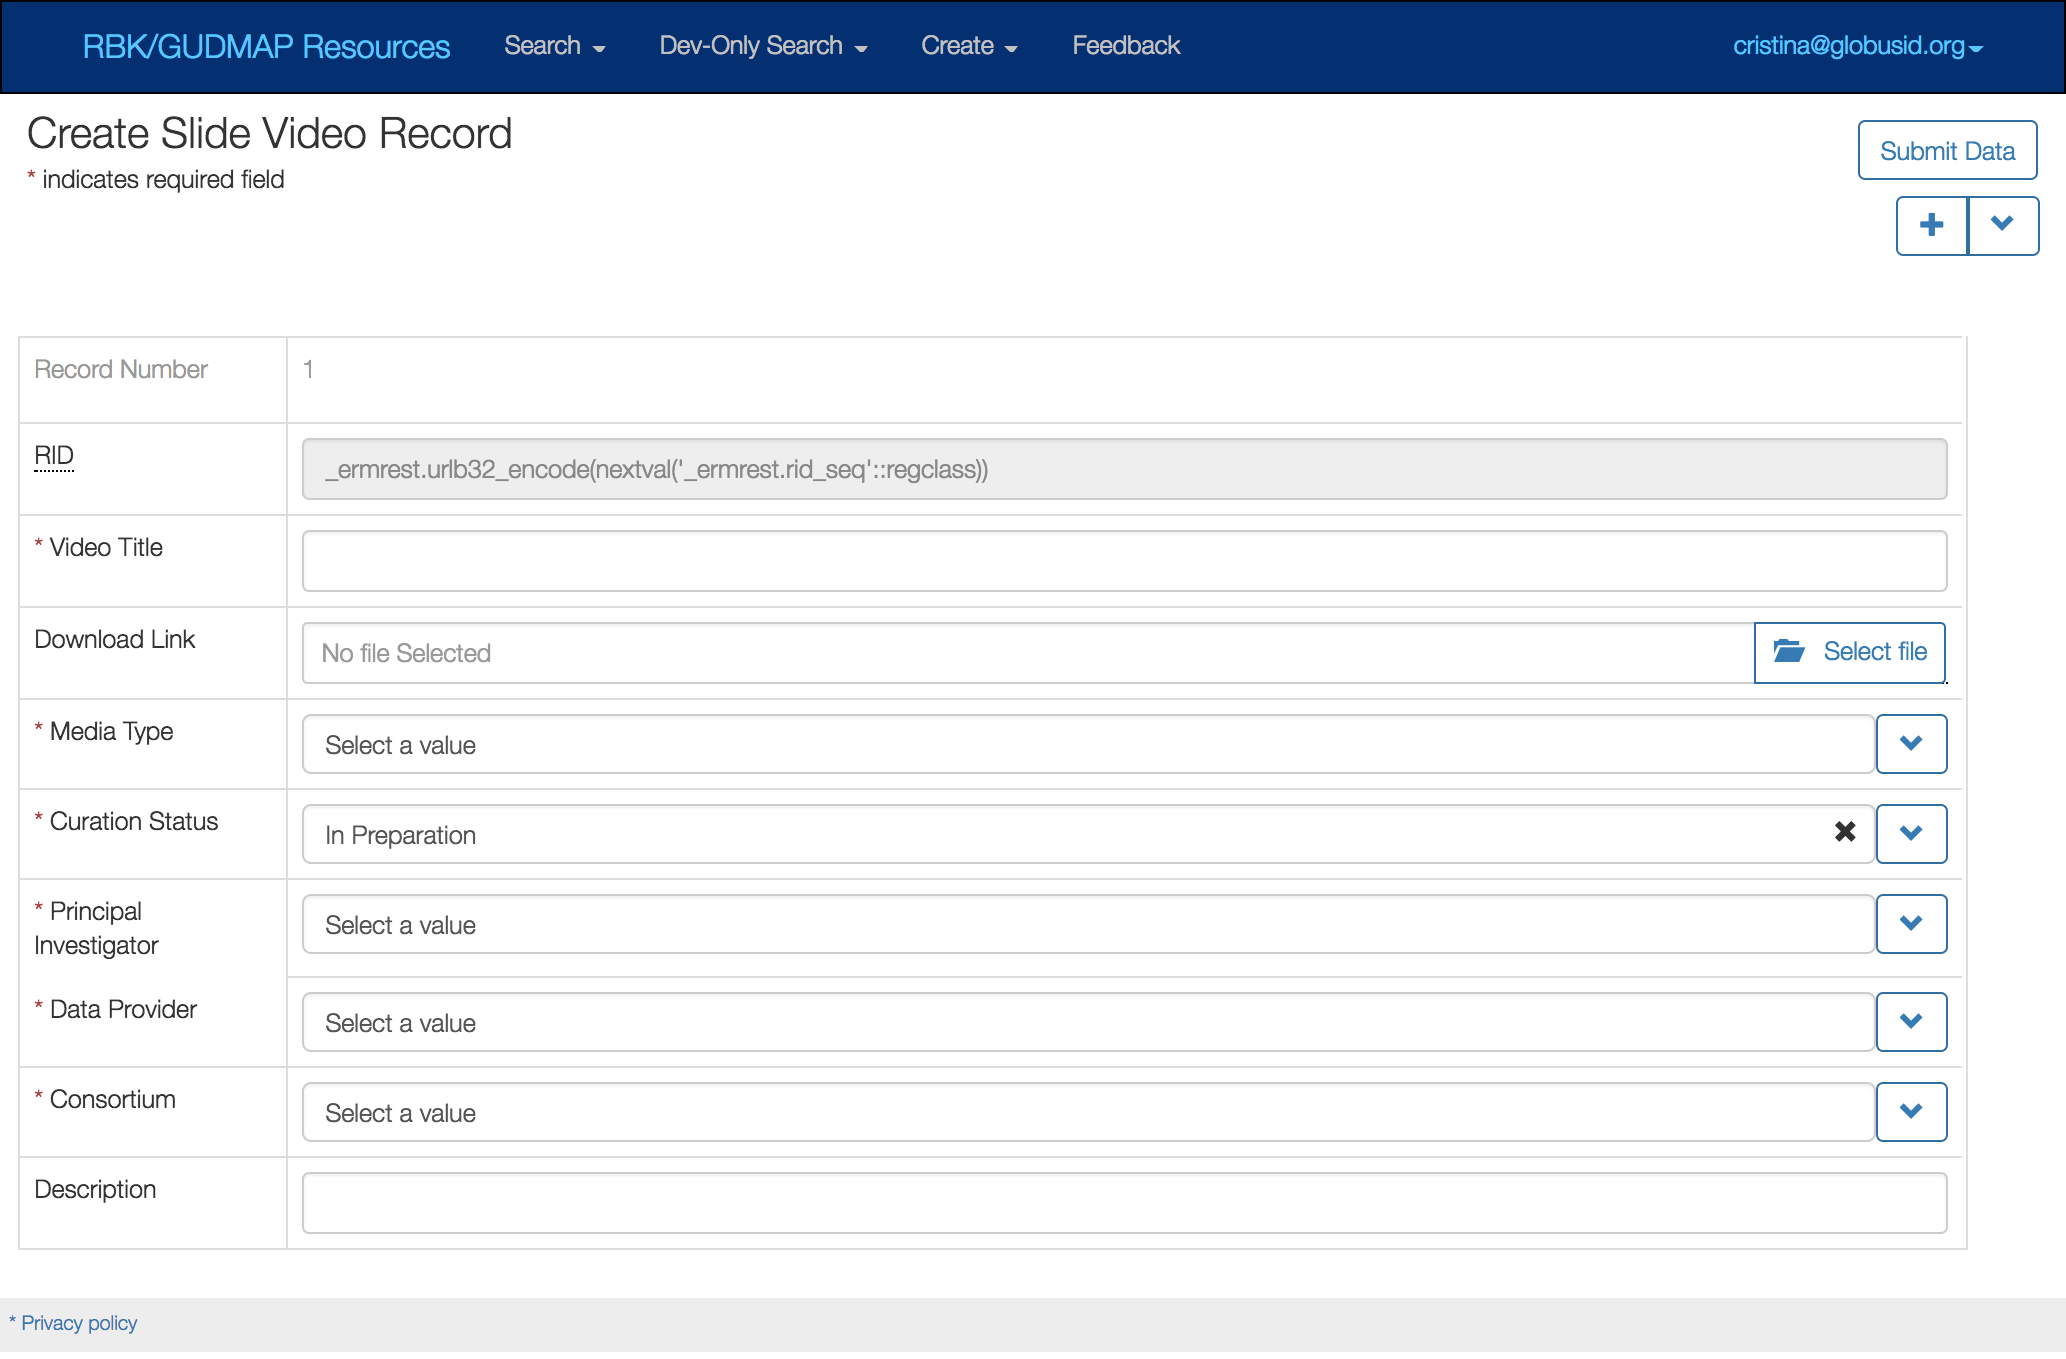 RBK/GUDMAP Resources Search Dev-Only Search Create Feedback cristina@globusid.org
Create Slide Video Record
* indicates required field
Submit Data
Record Number 1
RID _ermrest.urlb32_encode(nextval('_ermrest.rid_seq'::regclass))
* Video Title
Download Link No file Selected Select file
* Media Type Select a value
* Curation Status In Preparation
* Principal
Investigator
Select a value
* Data Provider Select a value
* Consortium Select a value
Description
* Privacy policy